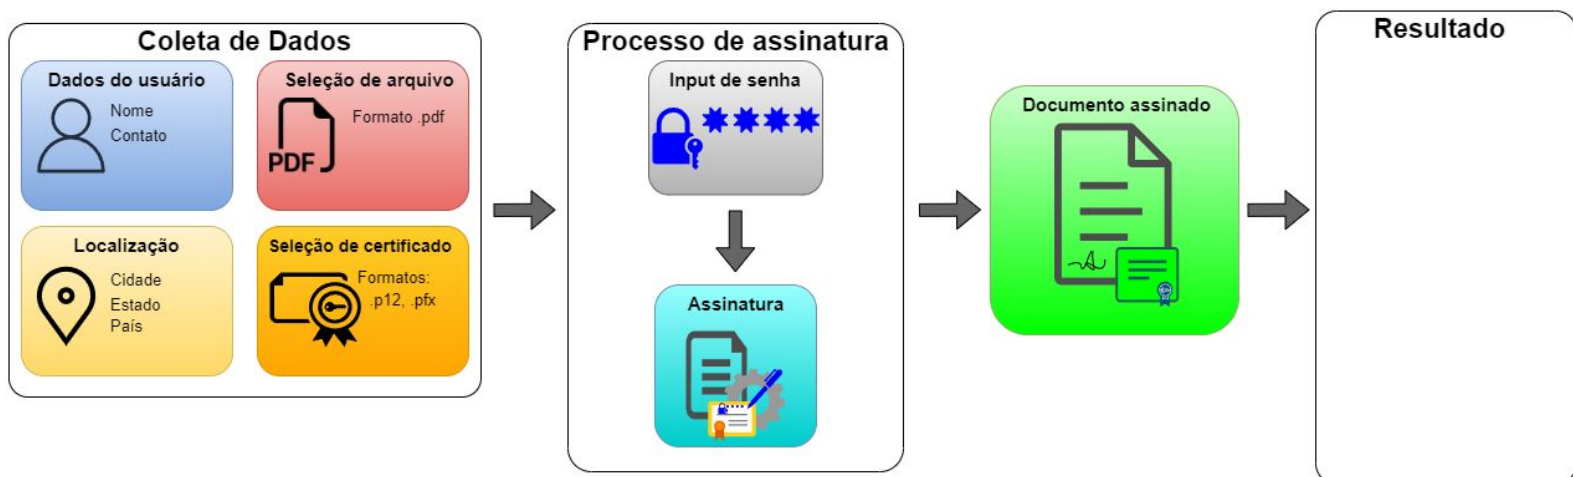 Coleta de Dados
Dados do usuário
Nome
Contato
Seleção de arquivo
Formato .pdf
PDF
Localização
Cidade
Estado
País
Seleção de certificado
Formatos:
.p12, .pfx
Processo de assinatura
Input de senha
Assinatura
Documento assinado
Resultado